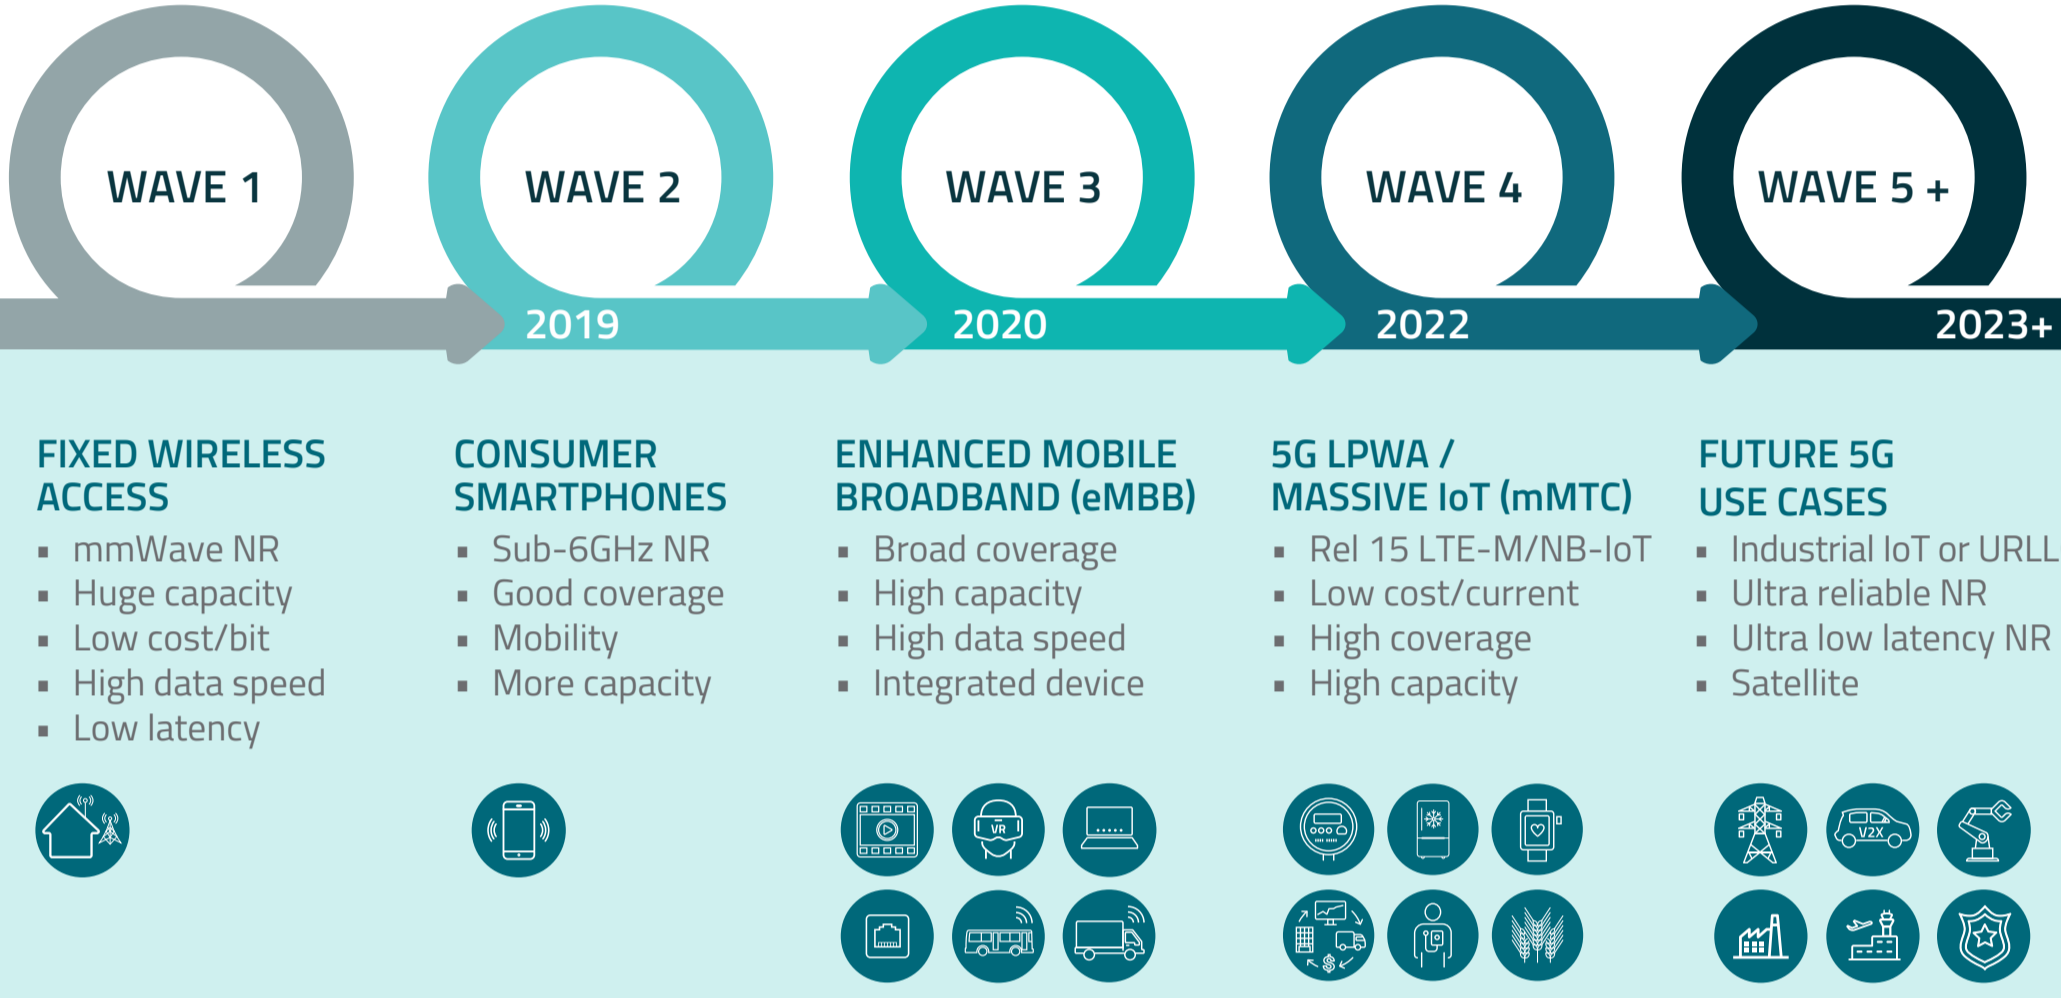 WAVE 1
WAVE 2
WAVE 3
WAVE 4
WAVE 5 +
2019
2020
2022
2023+
FIXED WIRELESS
ACCESS
▪ mmWave NR
▪ Huge capacity
▪ Low cost/bit
▪ High data speed
▪ Low latency
CONSUMER
SMARTPHONES
▪ Sub-6GHz NR
▪ Good coverage
▪ Mobility
▪ More capacity
ENHANCED MOBILE
BROADBAND (eMBB)
▪ Broad coverage
▪ High capacity
▪ High data speed
▪ Integrated device
VR
5G LPWA /
MASSIVE IoT (mMTC)
▪ Rel 15 LTE-M/NB-IoT
▪ Low cost/current
▪ High coverage
▪ High capacity
$
FUTURE 5G
USE CASES
▪ Industrial IoT or URLL
▪ Ultra reliable NR
▪ Ultra low latency NR
▪ Satellite
V2X